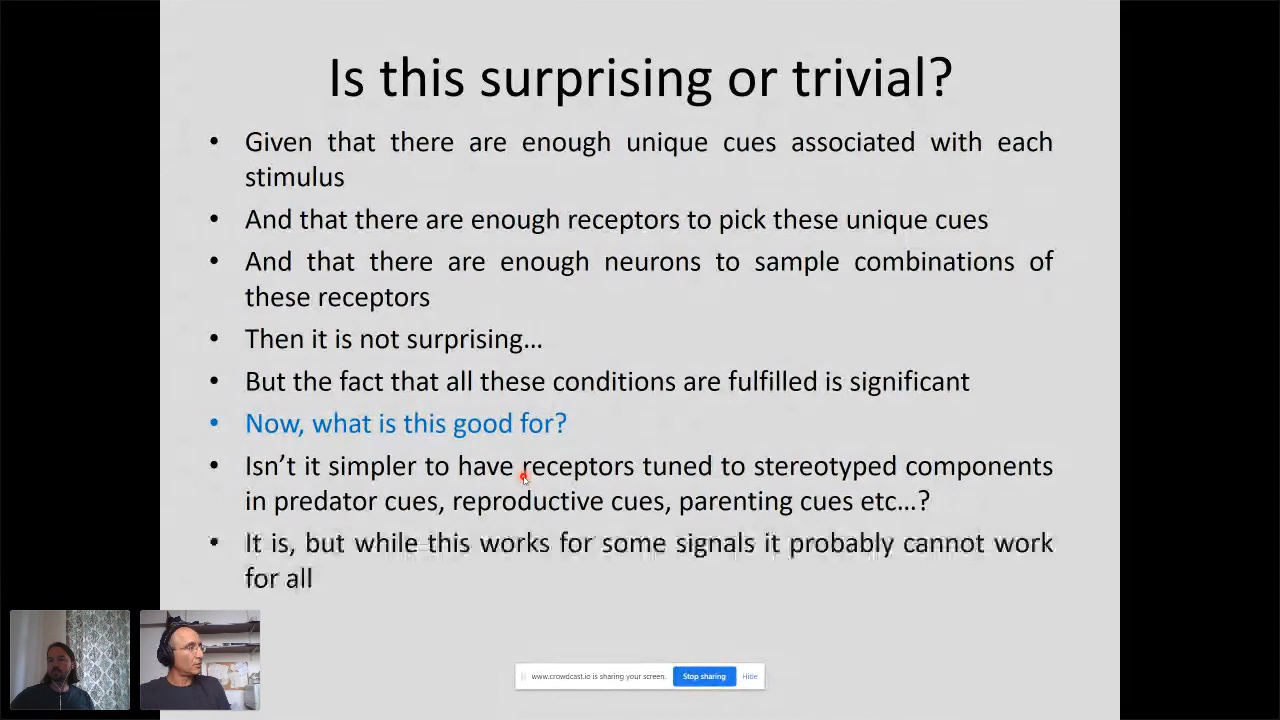 Is this surprising or trivial?
• Given that there are enough unique cues associated with each
stimulus
• And that there are enough receptors to pick these unique cues
• And that there are enough neurons to sample combinations of
these receptors
• Then it is not surprising...
• But the fact that all these conditions are fulfilled is significant
• Now, what is this good for?
• Isn't it simpler to have receptors tuned to stereotyped components
in predator cues, reproductive cues, parenting cues etc...?
• It is, but while this works for some signals it probably cannot work
for all
www.crowdcast.io is sharing your screen. Stop sharing Hide